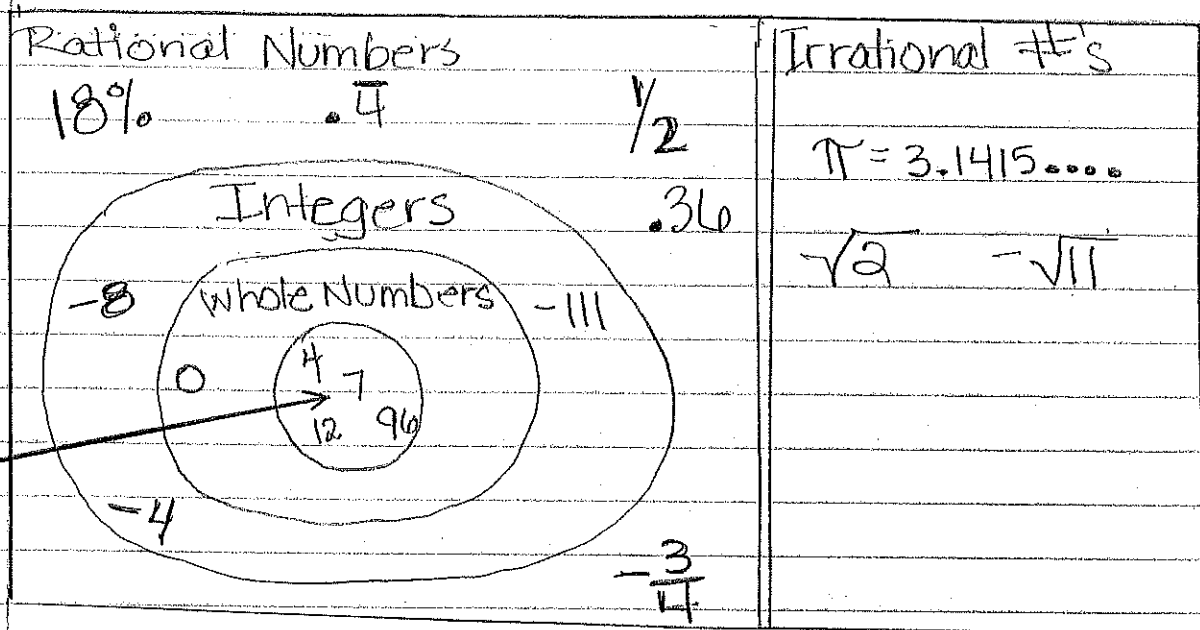 Rational Numbers
Irrational #'s
18% .4̅ 1/2
π = 3.1415....
Integers
.36
√2 -√11
-8 Whole Numbers -111
4
0 7
12 96
-4
-3/4